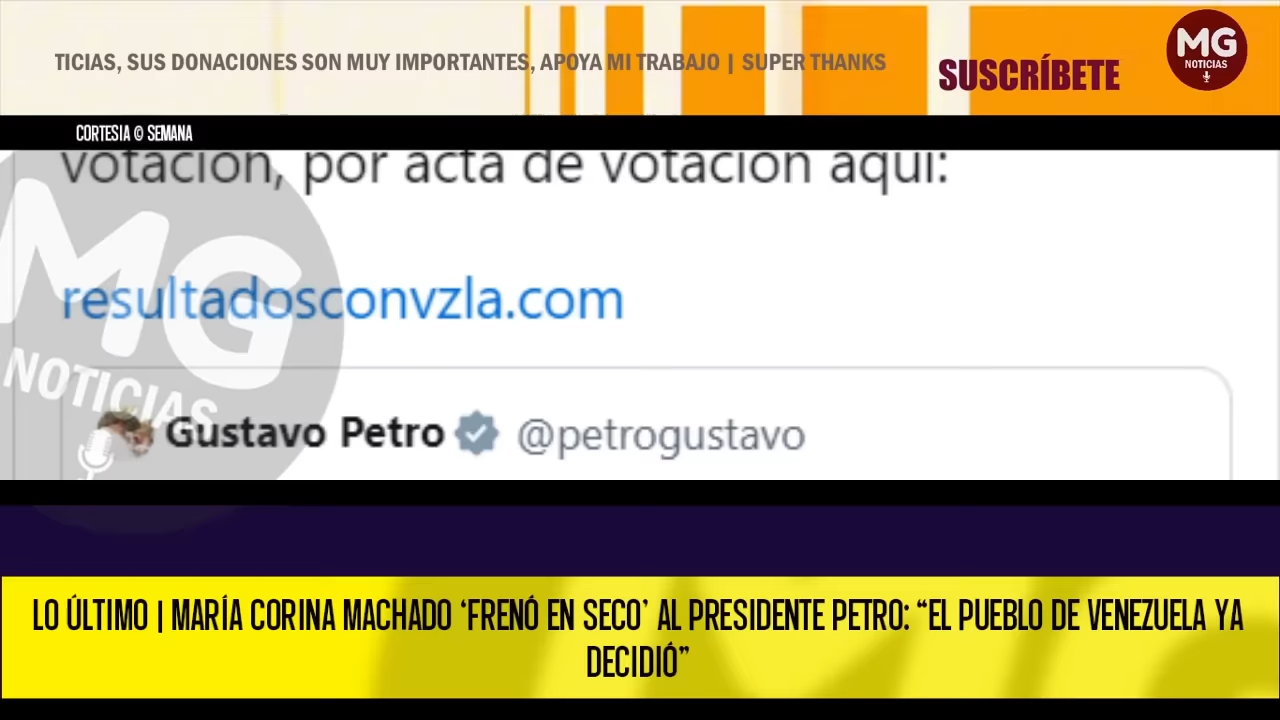 TICIAS, SUS DONACIONES SON MUY IMPORTANTES, APOYA MI TRABAJO | SUPER THANKS
SUSCRÍBETE
MG
NOTICIAS
CORTESIA © SEMANA
votación, por acta de votación aquí:
resultadosconvzla.com
MG
NOTICIAS
Gustavo Petro @petrogustavo
LO ÚLTIMO | MARÍA CORINA MACHADO ‘FRENÓ EN SECO’ AL PRESIDENTE PETRO: “EL PUEBLO DE VENEZUELA YA
DECIDIÓ”